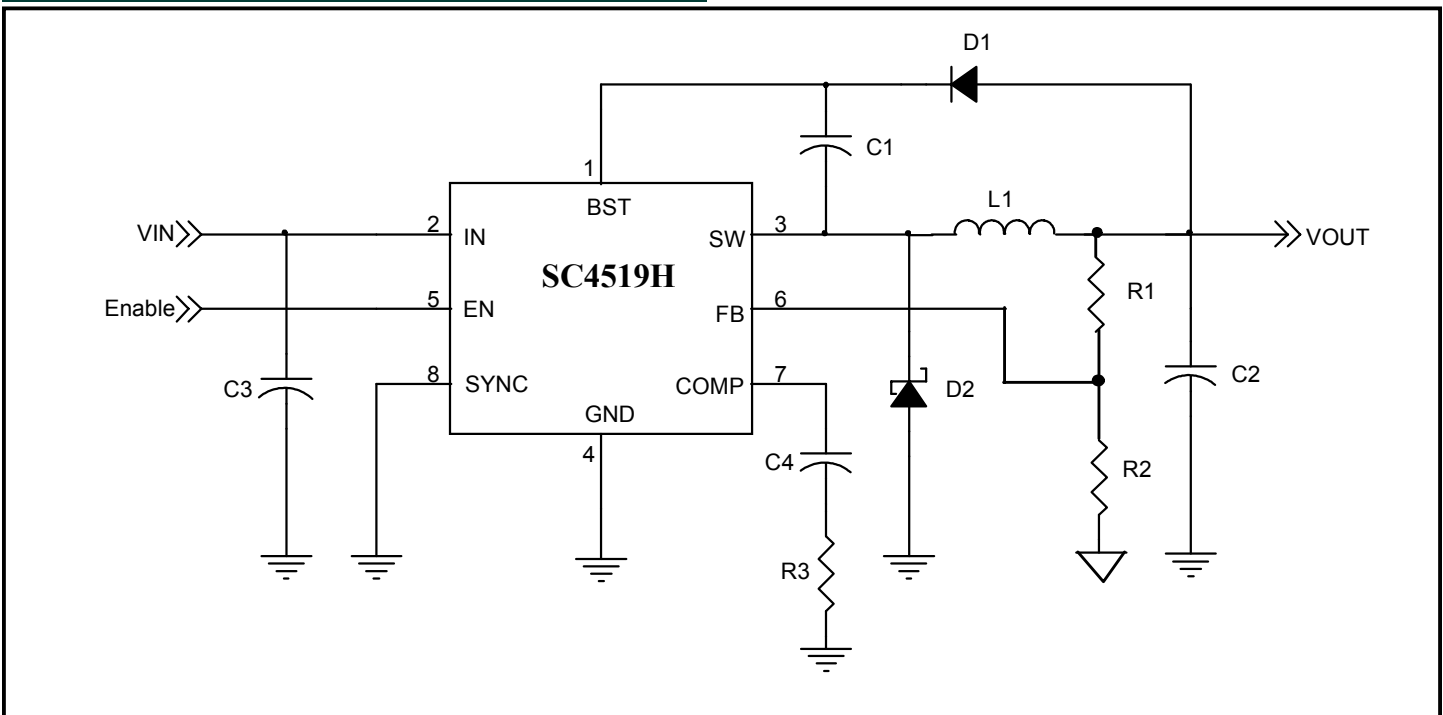 D1
C1
1
BST
L1
VIN
2
IN
SW
3
VOUT
SC4519H
Enable
5
EN
FB
6
R1
C3
8
SYNC
COMP
7
D2
C2
GND
4
C4
R2
R3